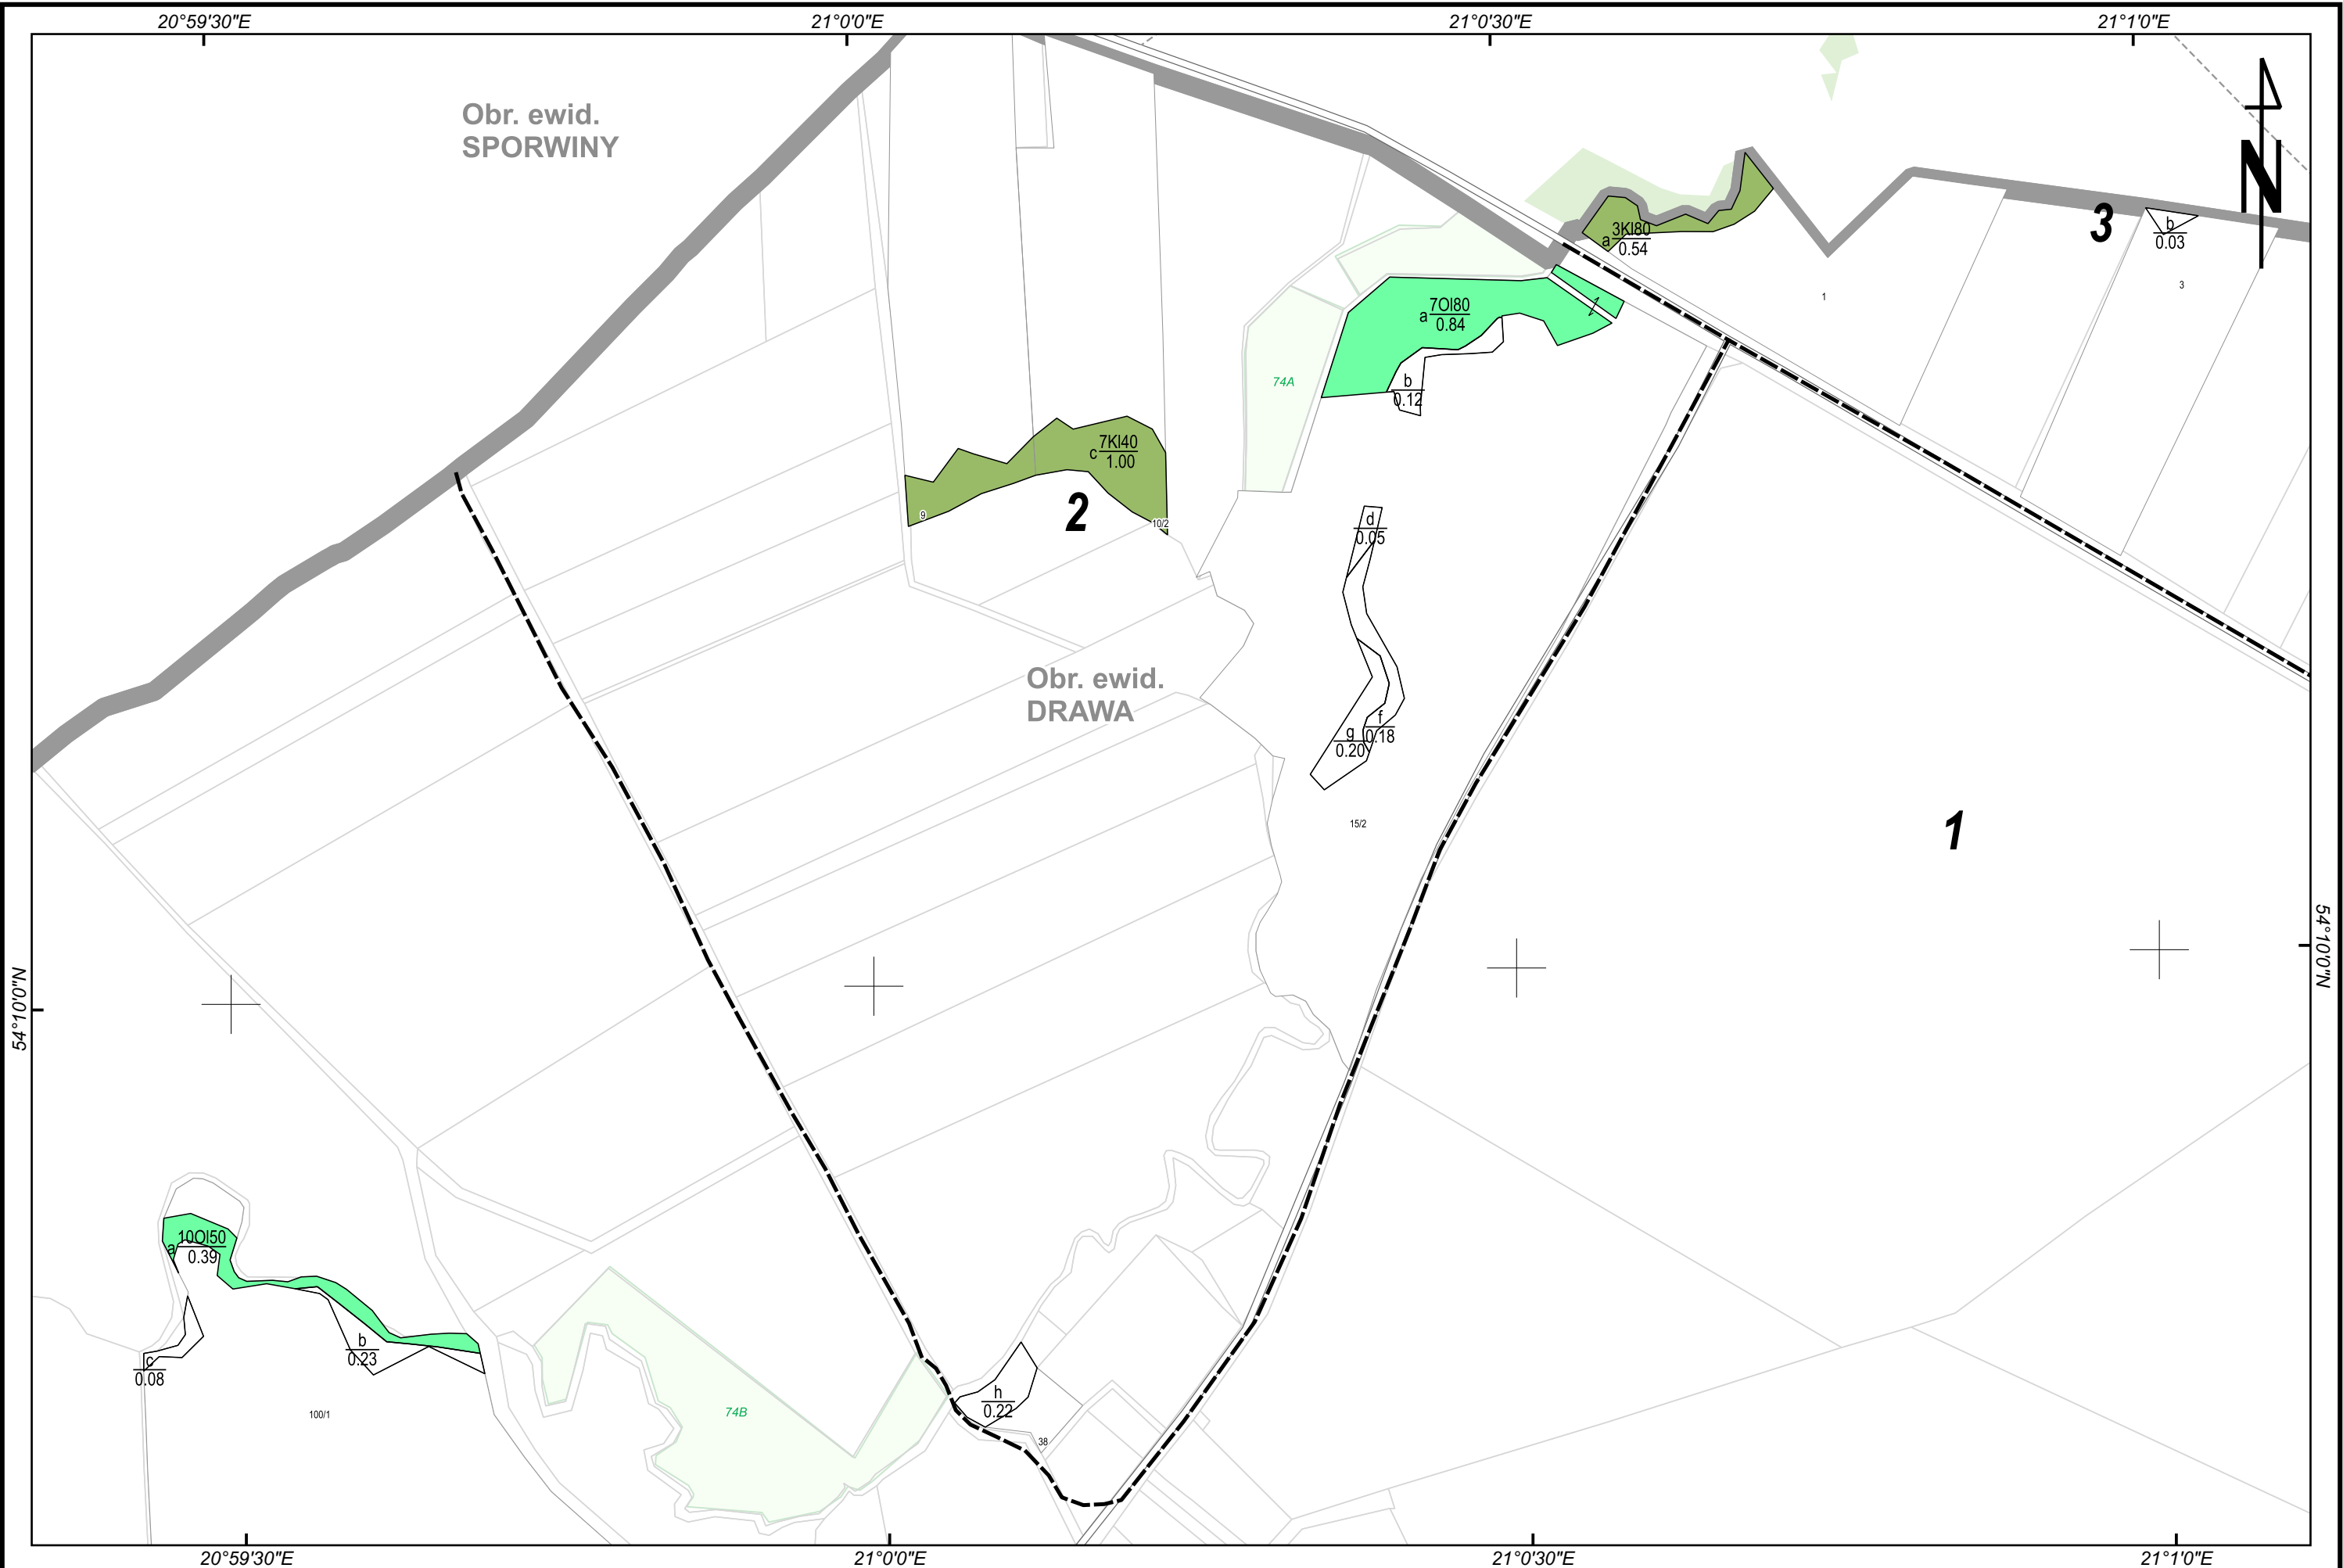 20°59'30"E
21°0'0"E
21°0'30"E
21°1'0"E
Obr. ewid.
SPORWINY
N
3
b
0.03
3
a 3Kl80
0.54
1
a 7Ol80
0.84
74A
b
0.12
c 7Kl40
1.00
9
2
10/2
d
0.05
Obr. ewid.
DRAWA
f
0.18
g
0.20
15/2
1
54°10'0"N
54°10'0"N
a 10Ol50
0.39
b
0.23
c
0.08
100/1
74B
h
0.22
38
20°59'30"E
21°0'0"E
21°0'30"E
21°1'0"E